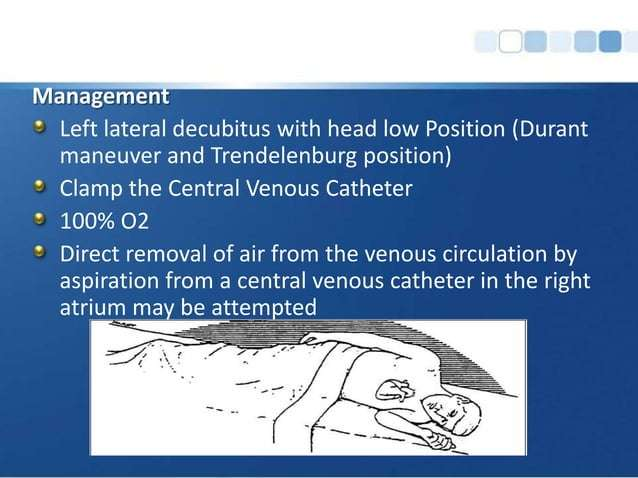 Management
Left lateral decubitus with head low Position (Durant
maneuver and Trendelenburg position)
Clamp the Central Venous Catheter
100% O2
Direct removal of air from the venous circulation by
aspiration from a central venous catheter in the right
atrium may be attempted